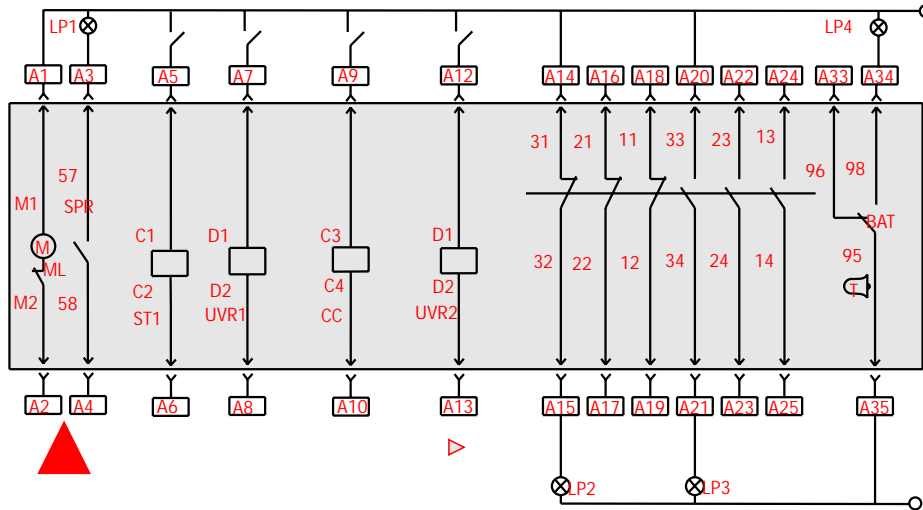 LP1
LP4
A1 A3 A5 A7 A9 A12 A14 A16 A18 A20 A22 A24 A33 A34
31 21 11 33 23 13
57 96 98
M1 SPR
C1 D1 C3 D1 BAT
M
ML 32 22 12 34 24 14 95
M2 58 C2 D2 C4 D2 T
ST1 UVR1 CC UVR2
A2 A4 A6 A8 A10 A13 A15 A17 A19 A21 A23 A25 A35
LP2 LP3